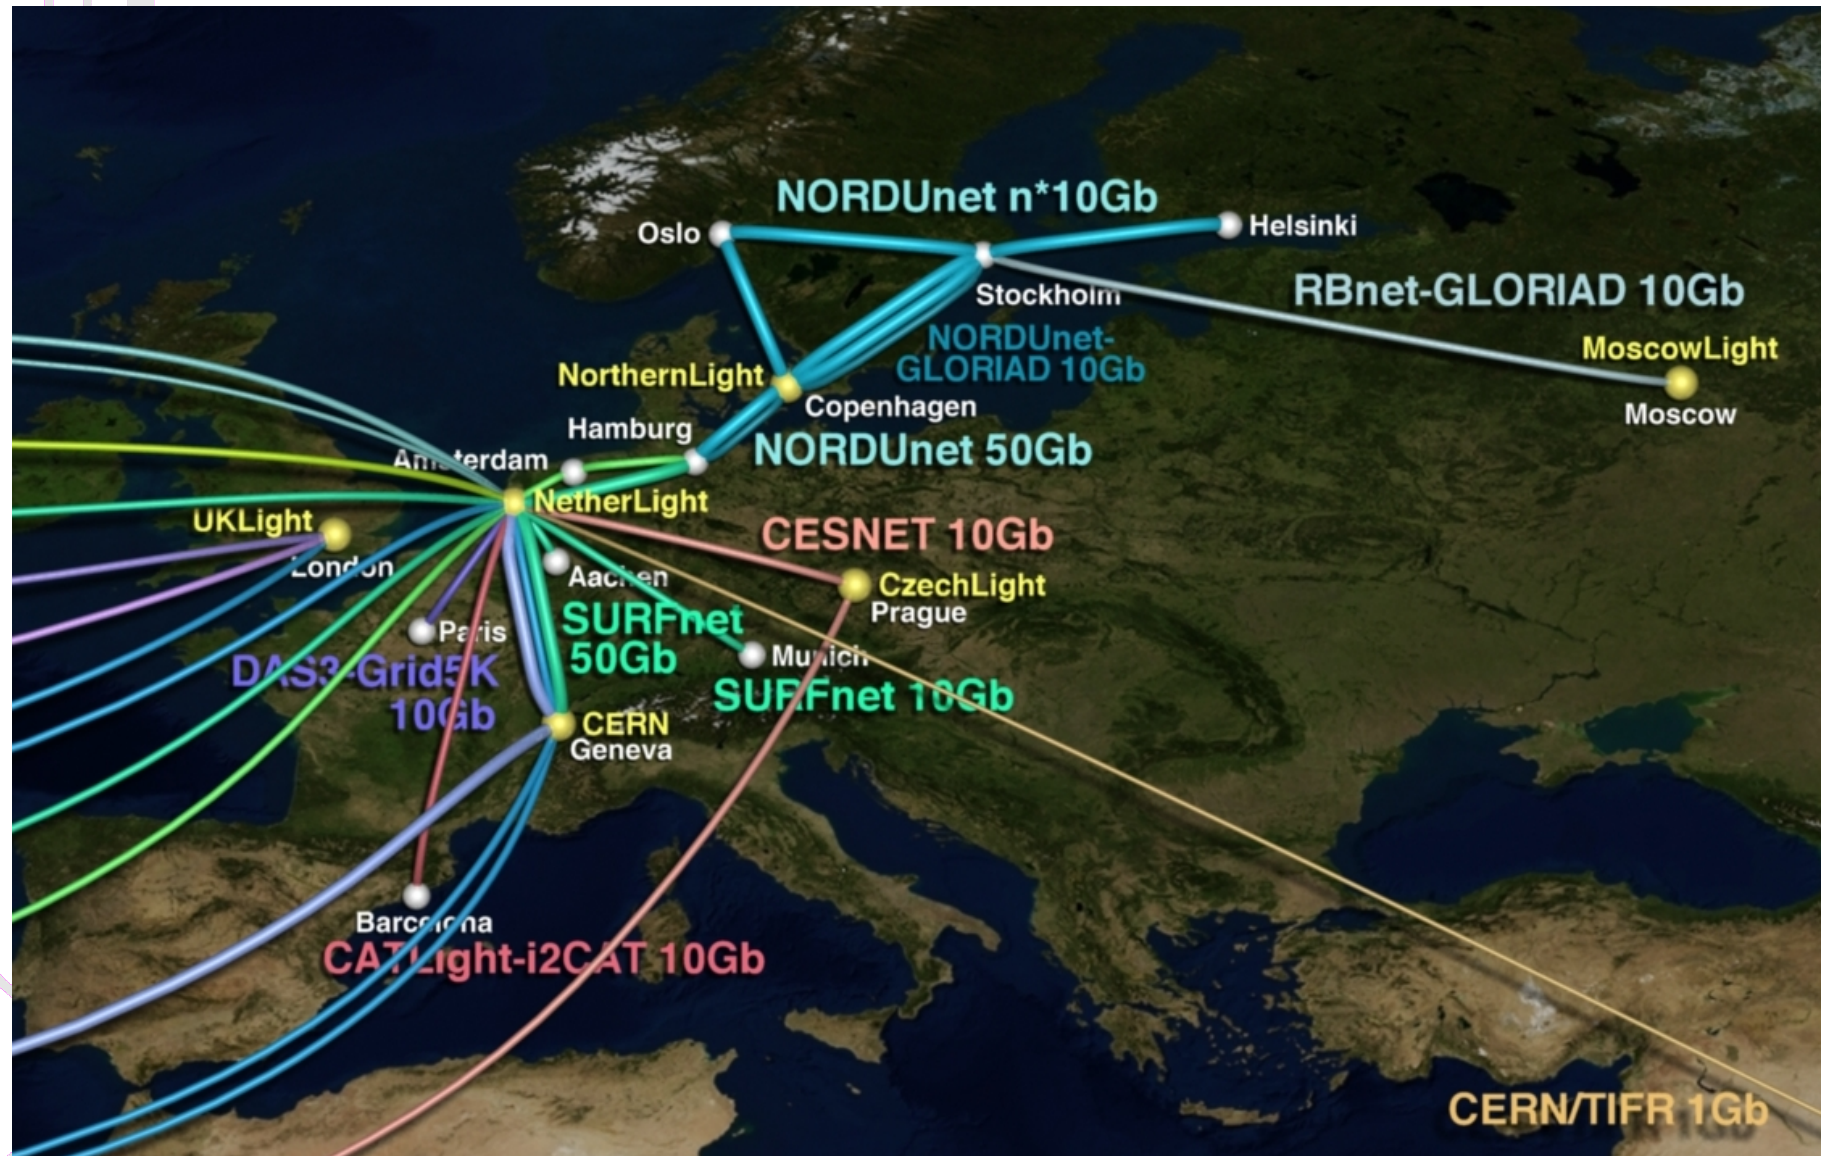 NORDUnet n*10Gb
Oslo
Helsinki
Stockholm
RBnet-GLORIAD 10Gb
NORDUnet-
GLORIAD 10Gb
MoscowLight
Moscow
NorthernLight
Copenhagen
Hamburg
NORDUnet 50Gb
Amsterdam
NetherLight
UKLight
London
CESNET 10Gb
Aachen
CzechLight
Prague
SURFnet
50Gb
Paris
Munich
DAS3-Grid5K
10Gb
SURFnet 10Gb
CERN
Geneva
Barcelona
CATLight-i2CAT 10Gb
CERN/TIFR 1Gb